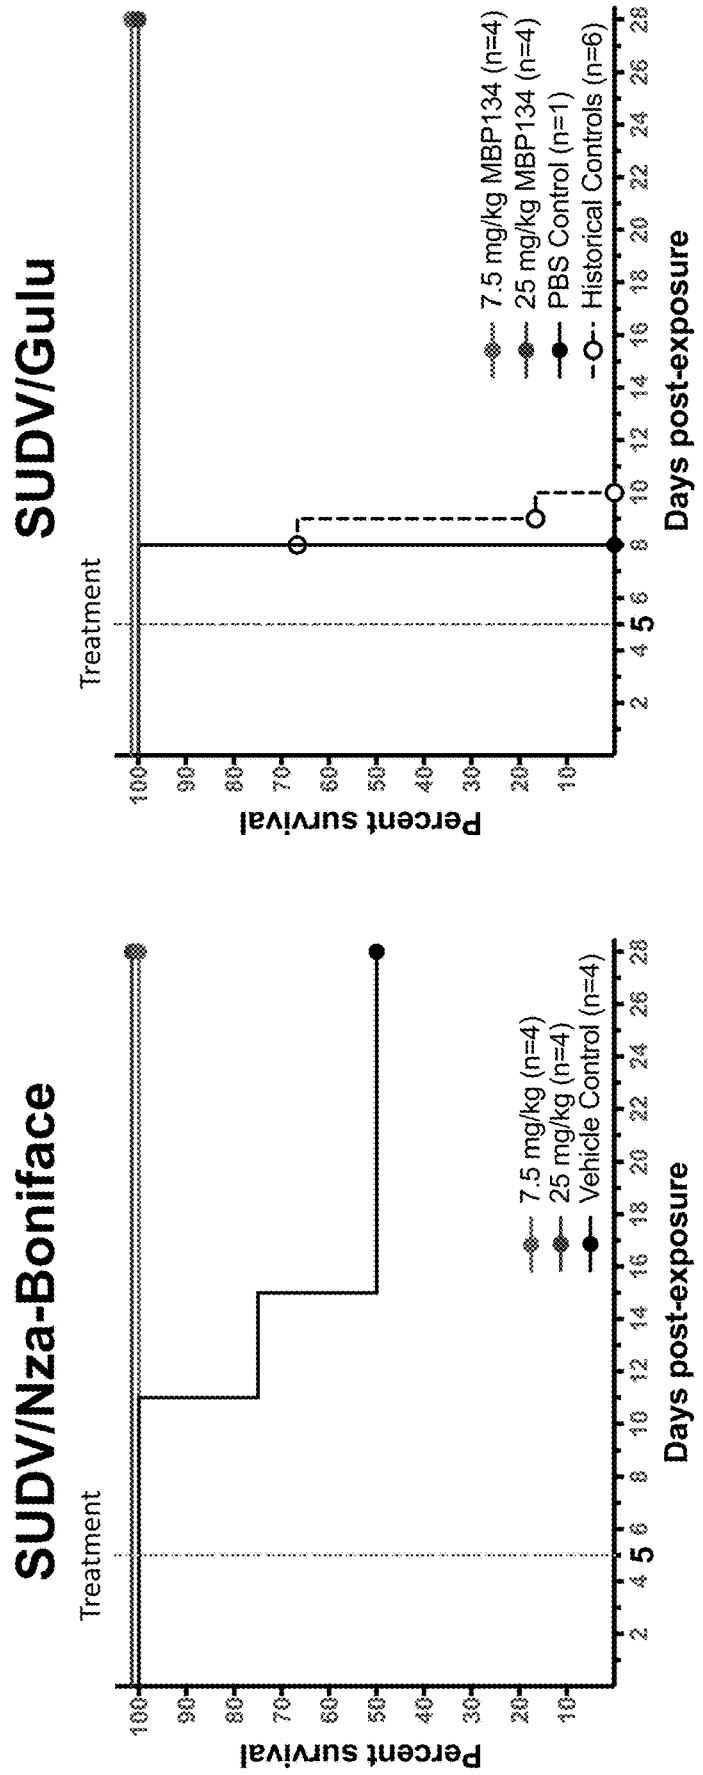 SUDV/Nza-Boniface
Treatment
Percent survival
100
90
80
70
60
50
40
30
20
10
7.5 mg/kg (n=4)
25 mg/kg (n=4)
Vehicle Control (n=4)
2 4 5 6 8 10 12 14 16 18 20 22 24 26 28
Days post-exposure
SUDV/Gulu
Treatment
Percent survival
100
90
80
70
60
50
40
30
20
10
7.5 mg/kg MBP134 (n=4)
25 mg/kg MBP134 (n=4)
PBS Control (n=1)
Historical Controls (n=6)
2 4 5 6 8 10 12 14 16 18 20 22 24 26 28
Days post-exposure